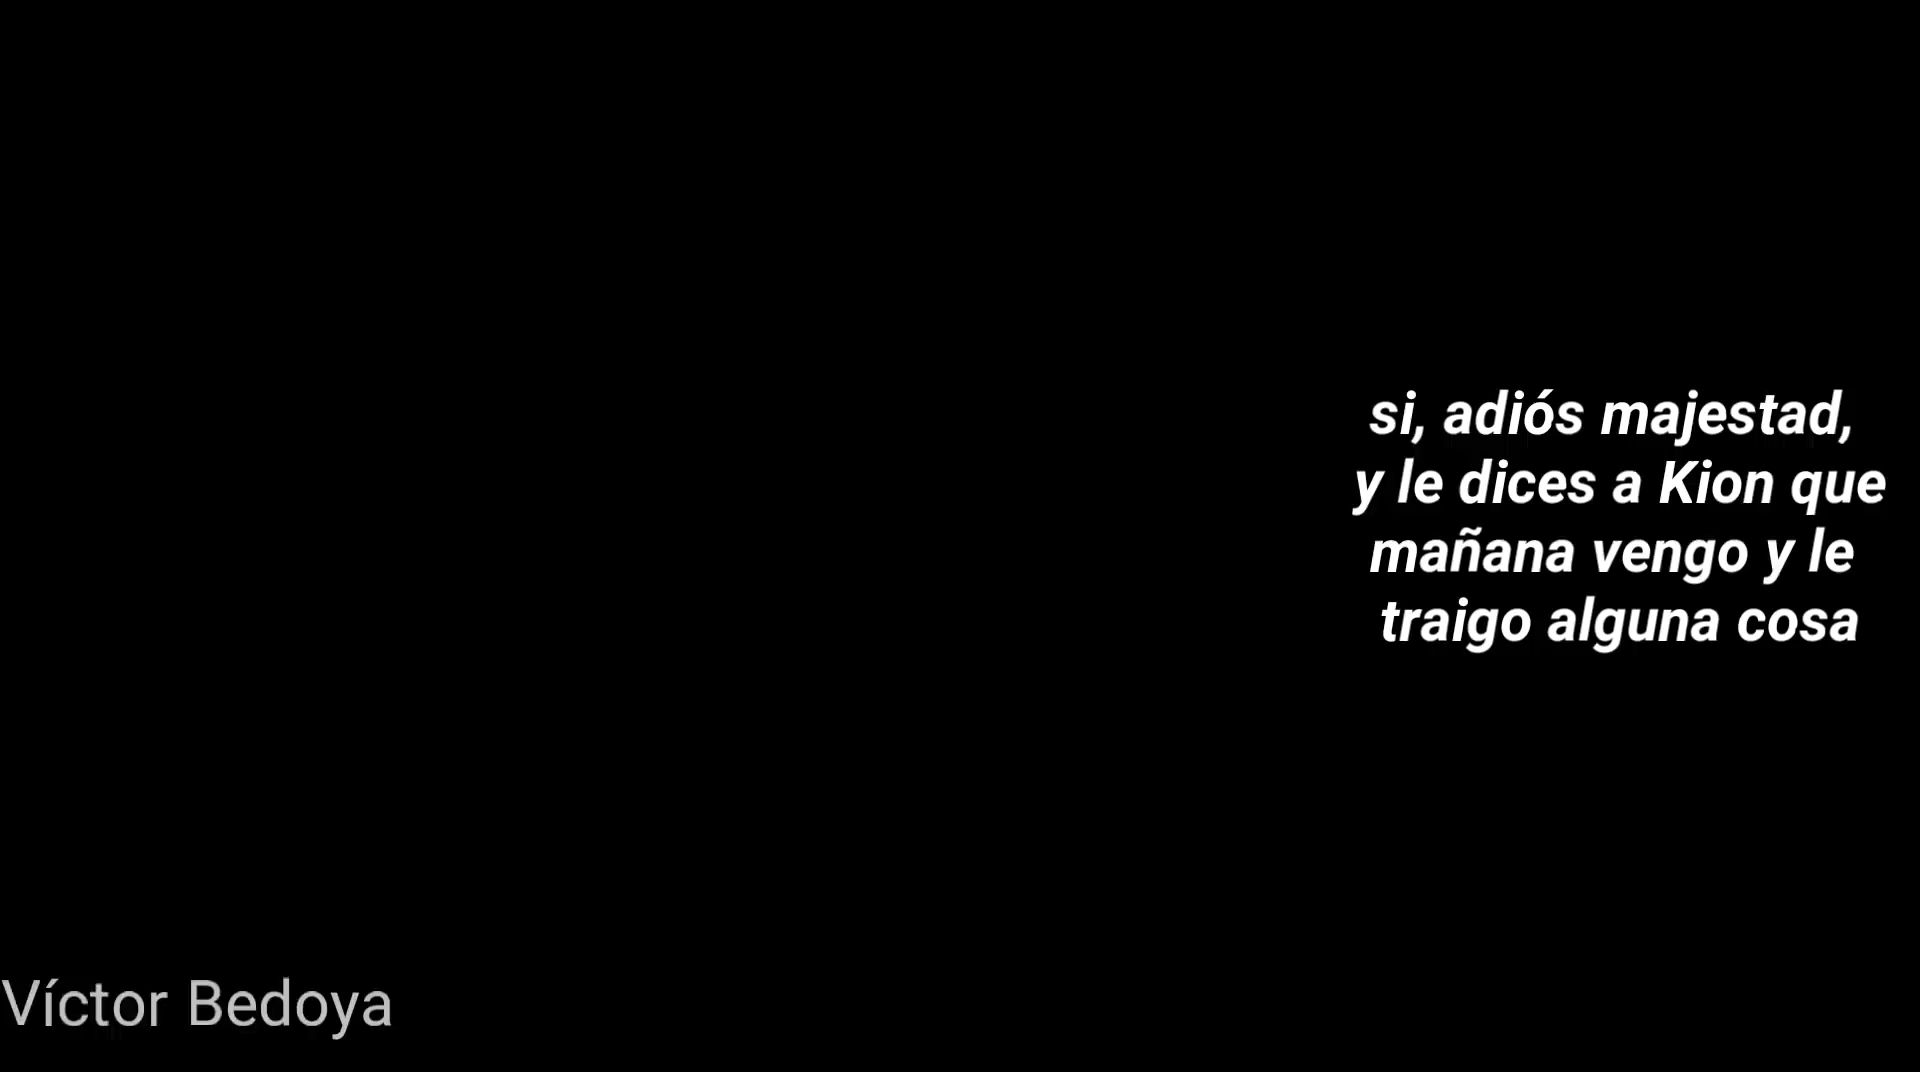 si, adiós majestad,
y le dices a Kion que
mañana vengo y le
traigo alguna cosa
Víctor Bedoya